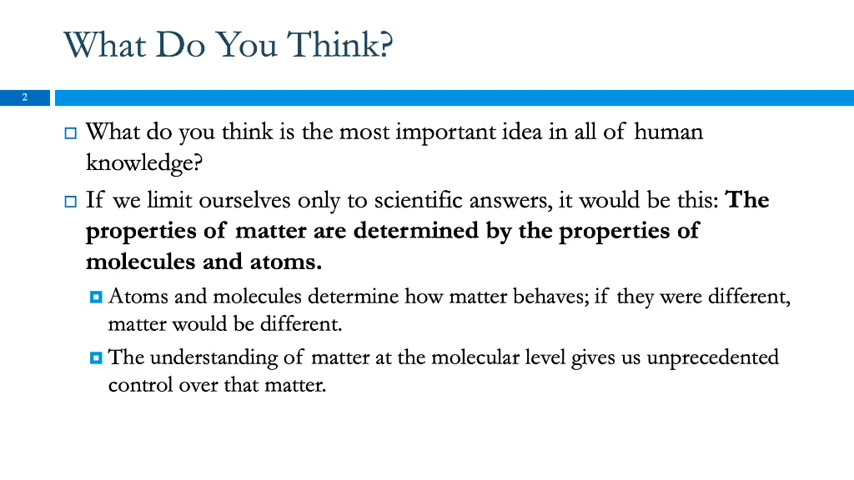 What Do You Think?
2
What do you think is the most important idea in all of human
knowledge?
If we limit ourselves only to scientific answers, it would be this: The
properties of matter are determined by the properties of
molecules and atoms.
Atoms and molecules determine how matter behaves; if they were different,
matter would be different.
The understanding of matter at the molecular level gives us unprecedented
control over that matter.